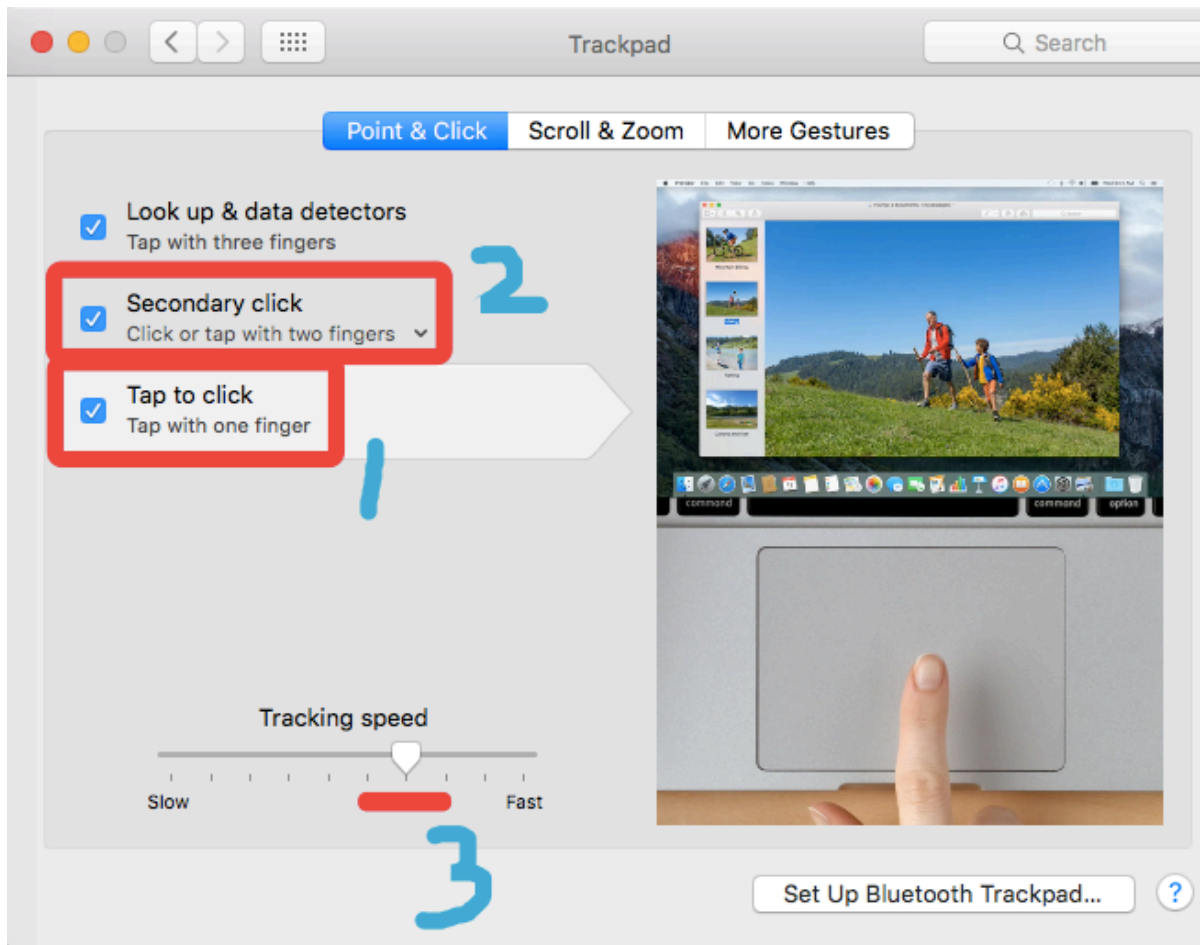 Trackpad
Search
Point & Click
Scroll & Zoom
More Gestures
Look up & data detectors
Tap with three fingers
2
Secondary click
Click or tap with two fingers
Tap to click
Tap with one finger
1
command
command
option
Tracking speed
Slow
Fast
3
Set Up Bluetooth Trackpad...
?